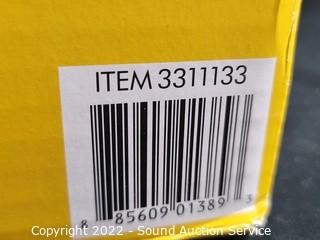 ITEM 3311133
8 85609 01389 3
Copyright 2022 - Sound Auction Service